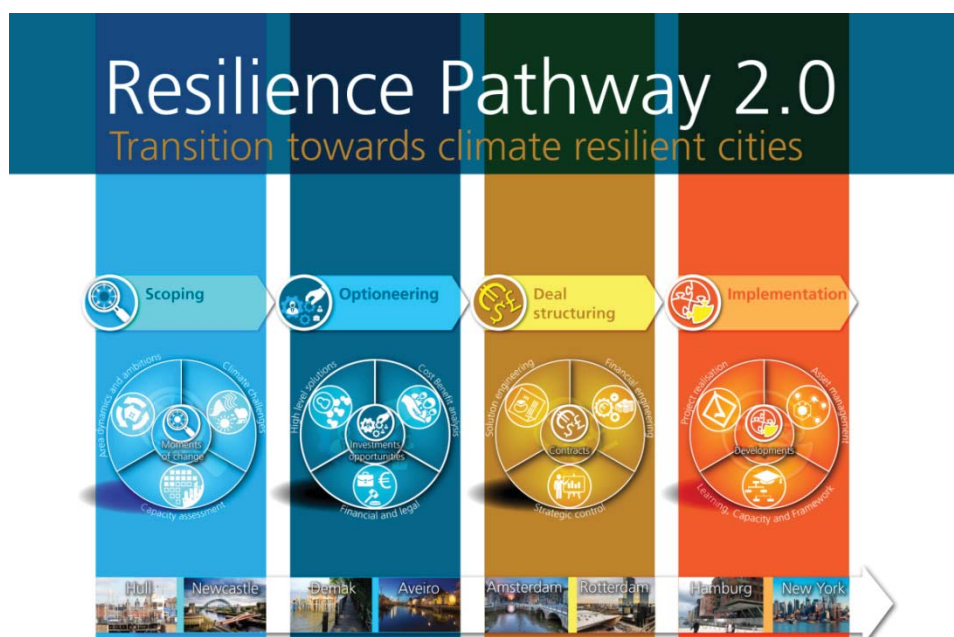 Resilience Pathway 2.0
Transition towards climate resilient cities
Scoping
Optioneering
Deal
structuring
Implementation
Area dynamics and ambitions
Climate challenges
Moments
of change
Capacity assessment
High level solutions
Cost Benefit analysis
Investments
opportunities
Financial and legal
Solution engineering
Financial engineering
Contracts
Strategic control
Project realisation
Asset management
Developments
Learning, Capacity and Framework
Hull
Newcastle
Demak
Aveiro
Amsterdam
Rotterdam
Hamburg
New York